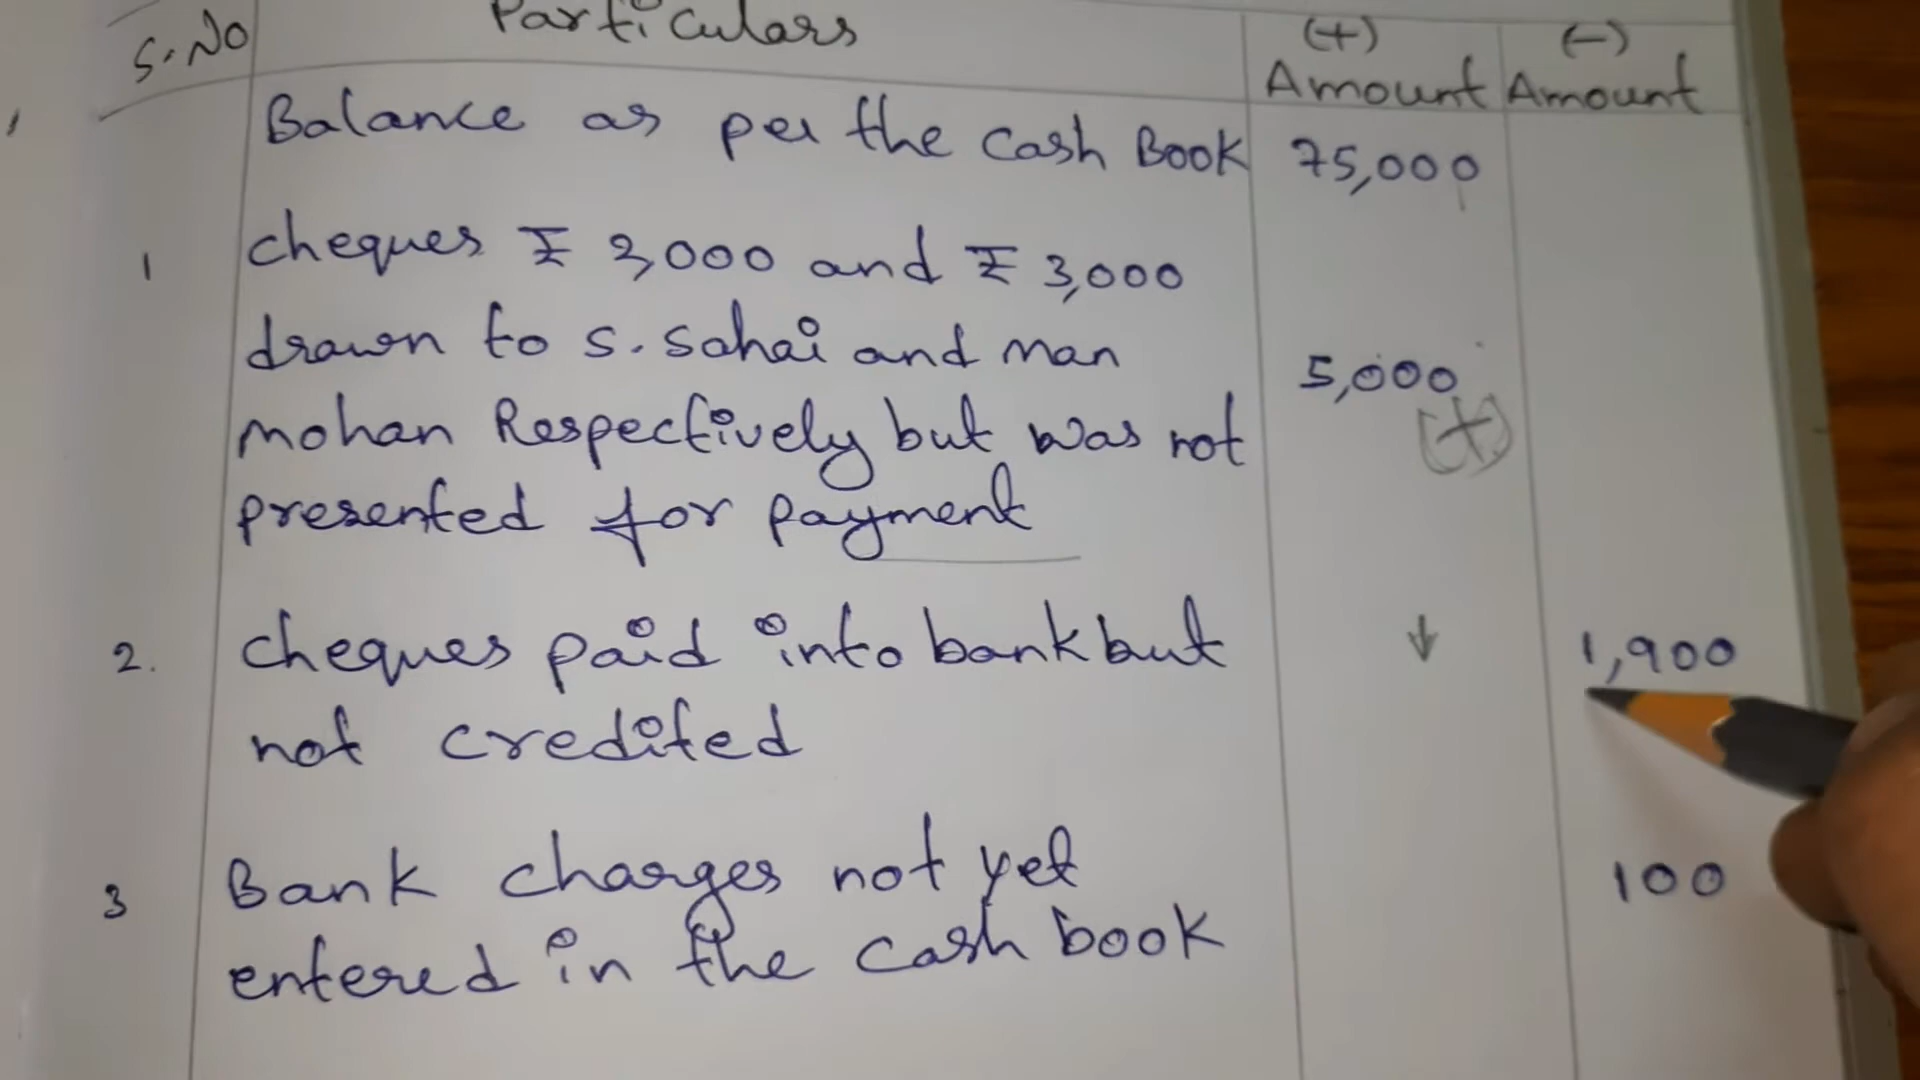 S.No Particulars (+) Amount (-) Amount
Balance as per the Cash Book 75,000
1 cheques ₹ 2,000 and ₹ 3,000
drawn to S. Sahai and Man
mohan Respectively but was not 5,000 (+)
presented for payment
2. cheques paid into bank but ↓ 1,900
not credited
3 Bank charges not yet 100
entered in the cash book